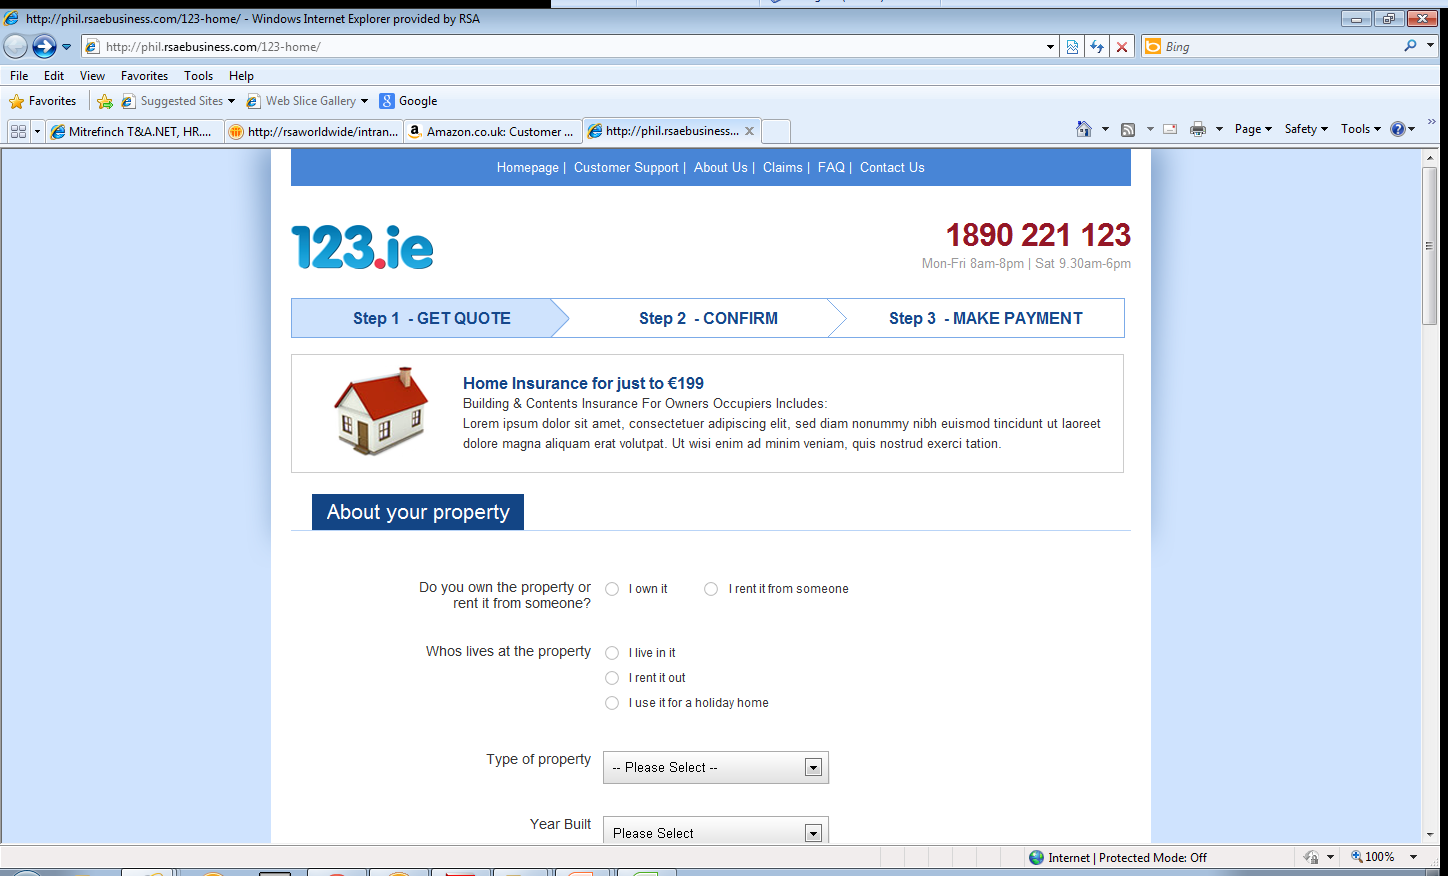 http://phil.rsaebusiness.com/123-home/ - Windows Internet Explorer provided by RSA
http://phil.rsaebusiness.com/123-home/
Bing
File Edit View Favorites Tools Help
Favorites Suggested Sites Web Slice Gallery Google
Mitrefinch T&A.NET, HR.... http://rsaworldwide/intran... Amazon.co.uk: Customer ... http://phil.rsaebusiness... Page Safety Tools
Homepage | Customer Support | About Us | Claims | FAQ | Contact Us
123.ie
1890 221 123
Mon-Fri 8am-8pm | Sat 9.30am-6pm
Step 1 - GET QUOTE Step 2 - CONFIRM Step 3 - MAKE PAYMENT
Home Insurance for just to €199
Building & Contents Insurance For Owners Occupiers Includes:
Lorem ipsum dolor sit amet, consectetuer adipiscing elit, sed diam nonummy nibh euismod tincidunt ut laoreet
dolore magna aliquam erat volutpat. Ut wisi enim ad minim veniam, quis nostrud exerci tation.
About your property
Do you own the property or
rent it from someone?
I own it I rent it from someone
Whos lives at the property
I live in it
I rent it out
I use it for a holiday home
Type of property
-- Please Select --
Year Built
Please Select
Internet | Protected Mode: Off
100%